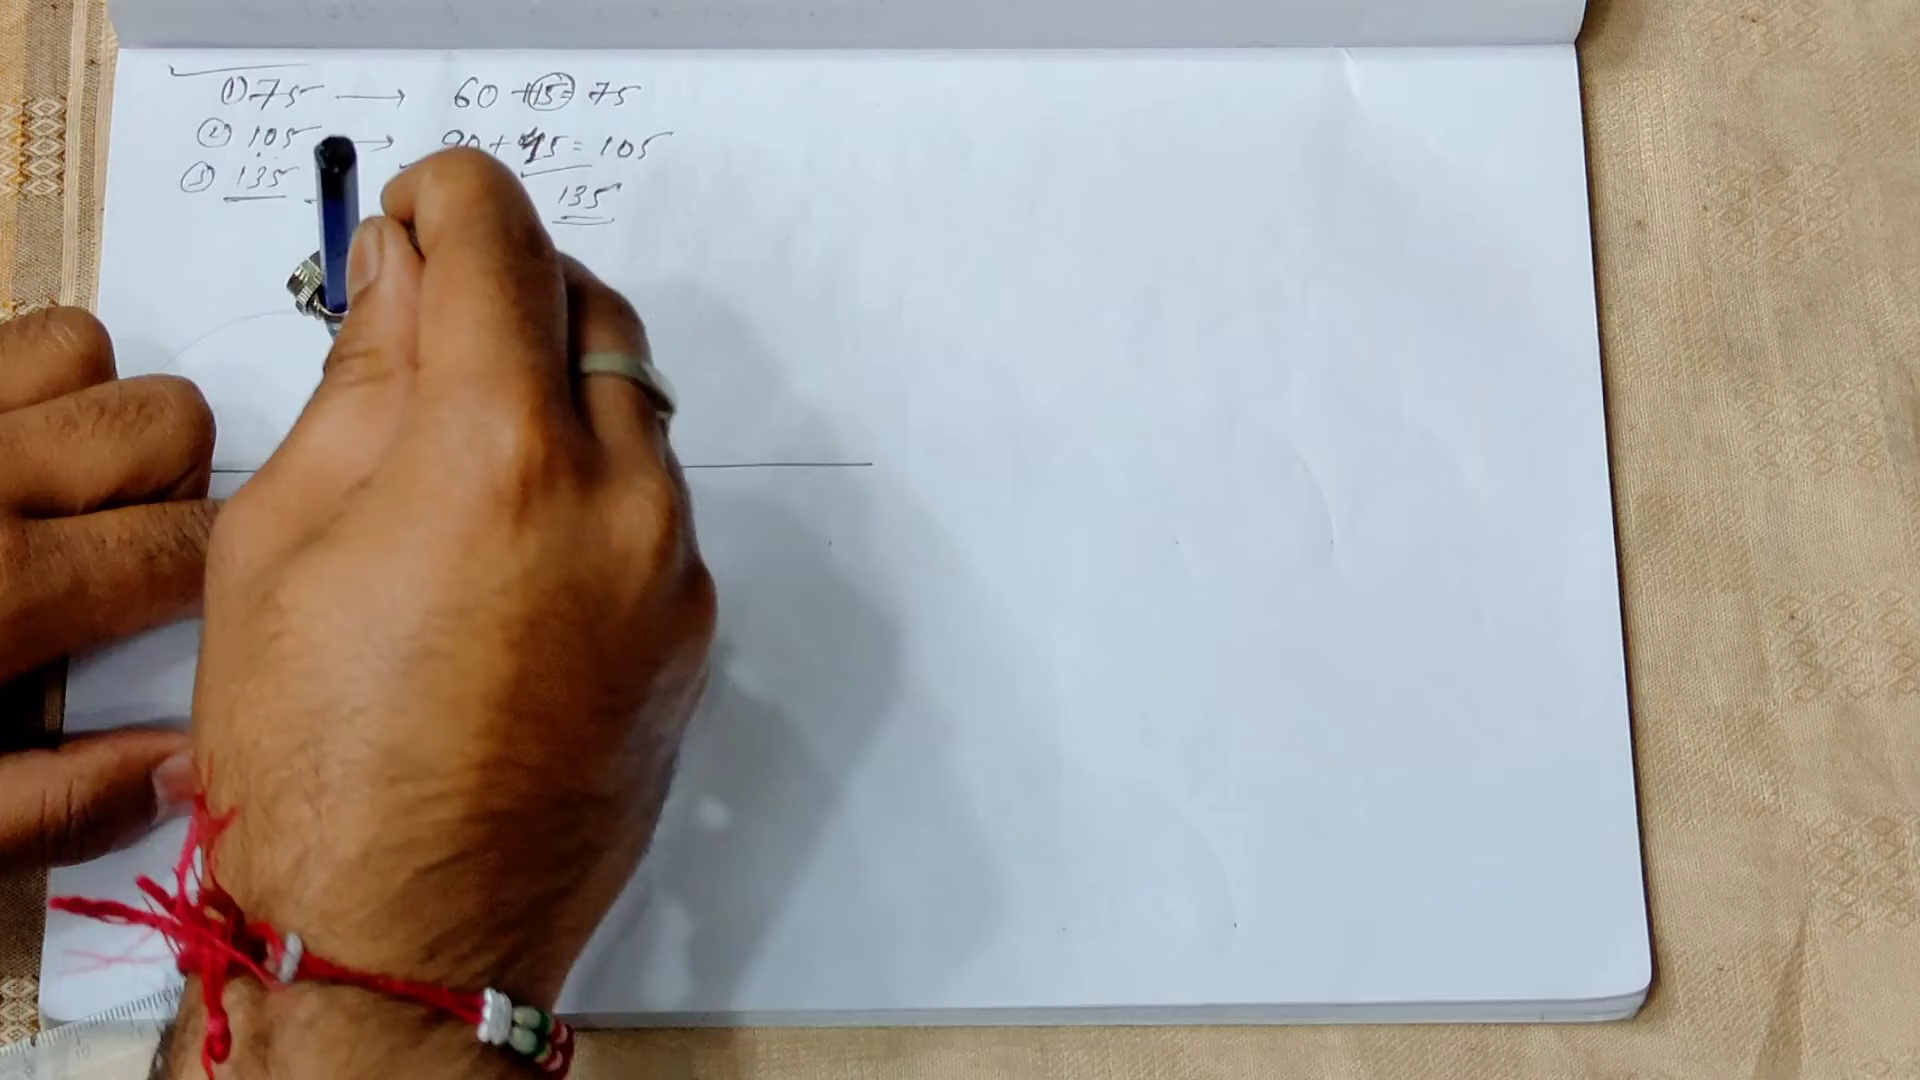 ① 75 → 60 + 15 = 75
② 105 → 90 + 15 = 105
③ 135 135